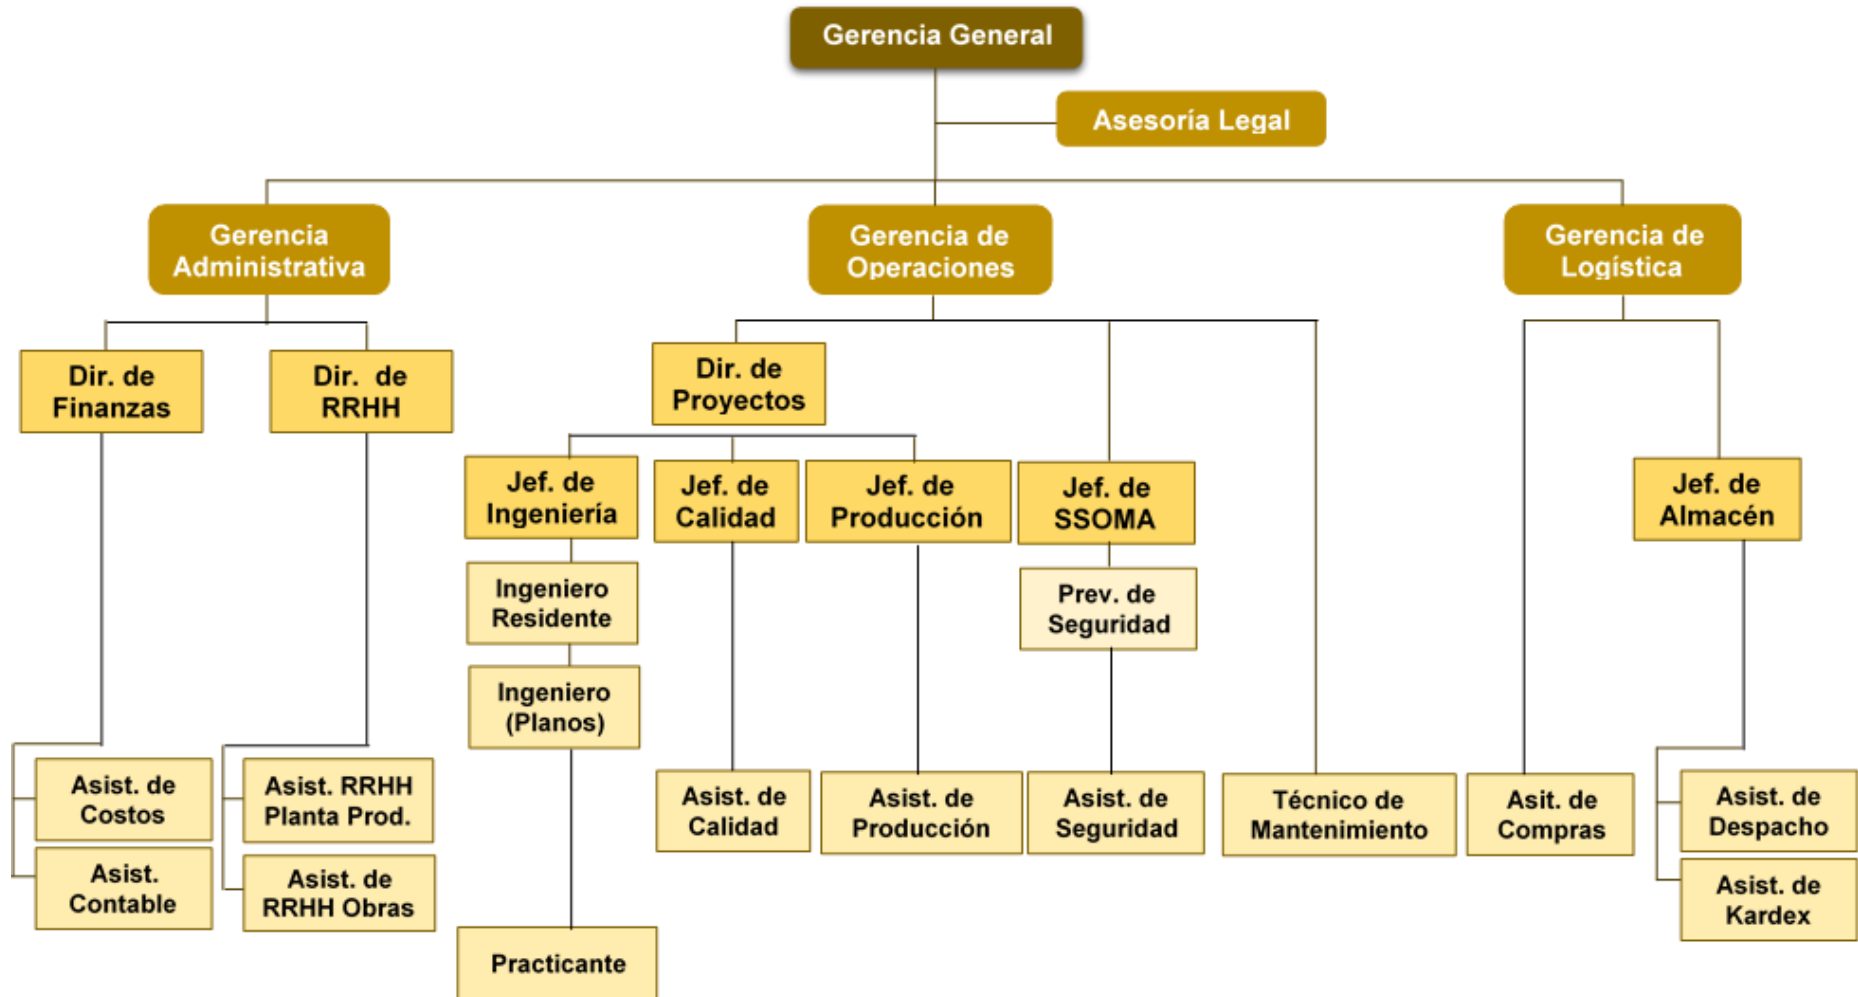 Gerencia General
Asesoría Legal
Gerencia
Administrativa
Gerencia de
Operaciones
Gerencia de
Logística
Dir. de
Finanzas
Dir. de
RRHH
Dir. de
Proyectos
Jef. de
Ingeniería
Jef. de
Calidad
Jef. de
Producción
Jef. de
SSOMA
Jef. de
Almacén
Ingeniero
Residente
Prev. de
Seguridad
Ingeniero
(Planos)
Asist. de
Costos
Asist. RRHH
Planta Prod.
Asist. de
Calidad
Asist. de
Producción
Asist. de
Seguridad
Técnico de
Mantenimiento
Asit. de
Compras
Asist. de
Despacho
Asist.
Contable
Asist. de
RRHH Obras
Asist. de
Kardex
Practicante